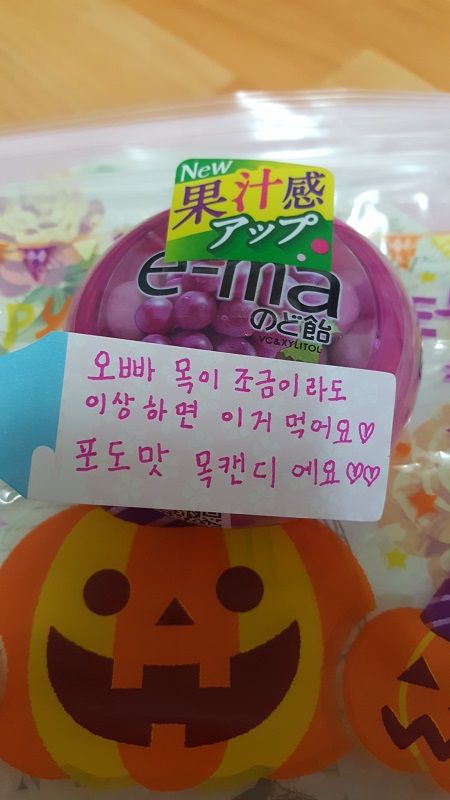 New
果汁感
アップ
e-ma
のど飴
VC&XYLITOL
오빠 목이 조금이라도
이상하면 이거 먹어요♡
포도맛 목캔디에요♡♡